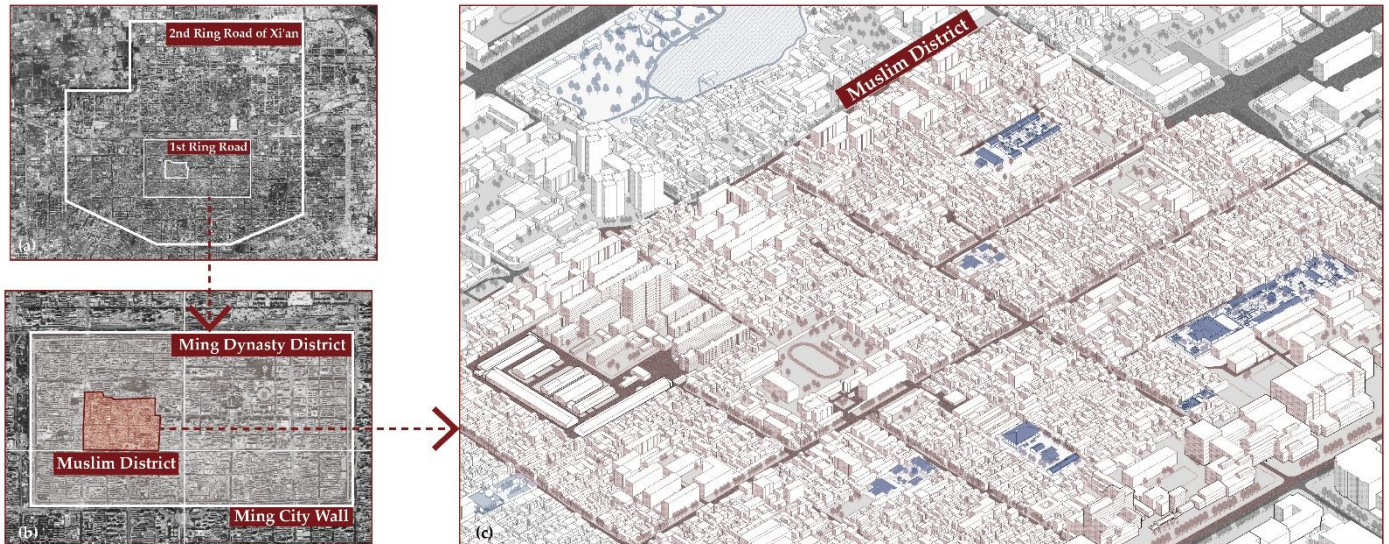 2nd Ring Road of Xi'an
1st Ring Road
(a)
Ming Dynasty District
Muslim District
Ming City Wall
(b)
Muslim District
(c)